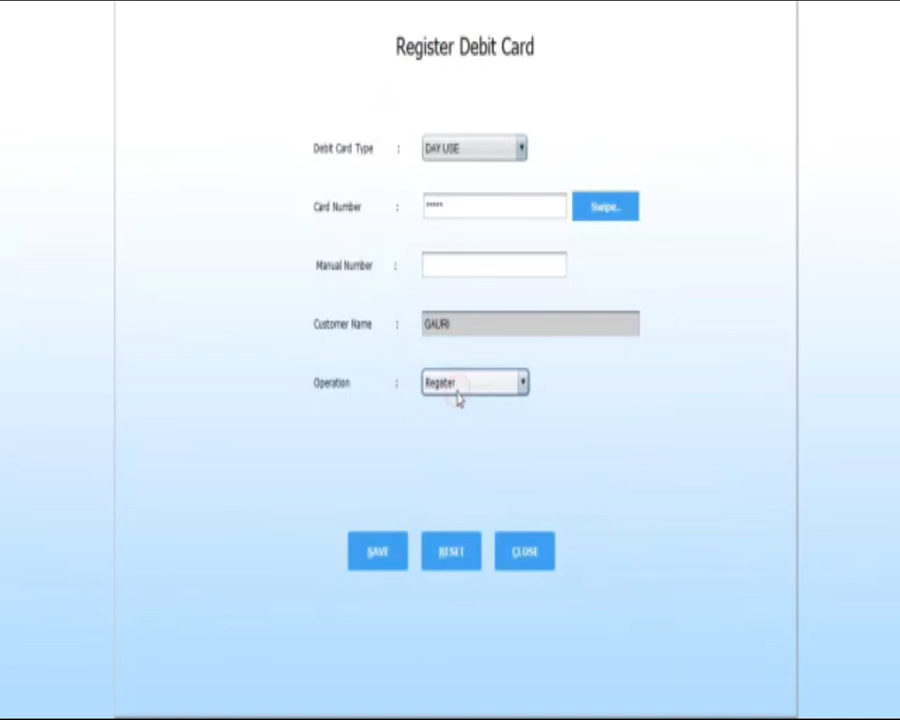 Register Debit Card
Debit Card Type : DAY USE
Card Number : ***** Swipe..
Manual Number :
Customer Name : GAURI
Operation : Register
SAVE RESET CLOSE